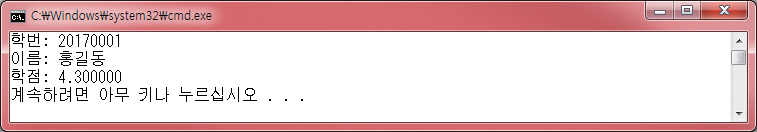 C:₩Windows₩system32₩cmd.exe
학번: 20170001
이름: 홍길동
학점: 4.300000
계속하려면 아무 키나 누르십시오 . . .